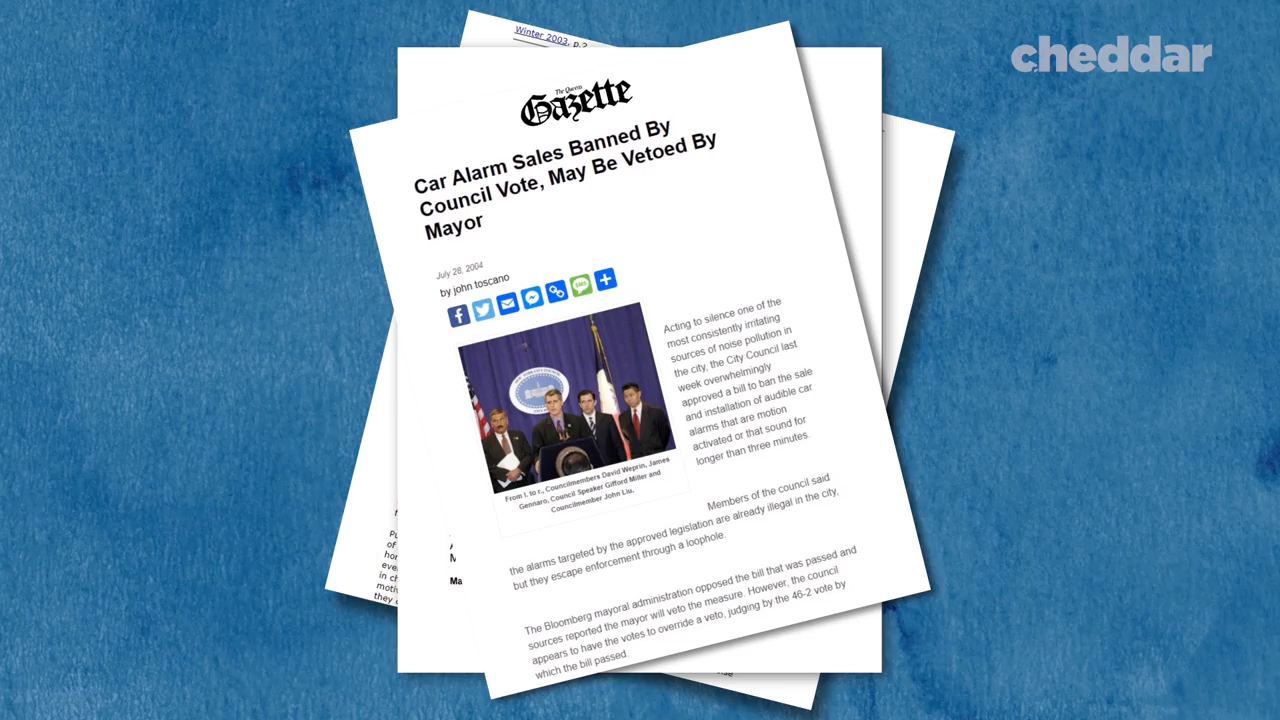 Winter 2003, p.2
cheddar
The Queens
Gazette
Car Alarm Sales Banned By
Council Vote, May Be Vetoed By
Mayor
July 28, 2004
by john toscano
SMS
Acting to silence one of the
most consistently irritating
sources of noise pollution in
the city, the City Council last
week overwhelmingly
approved a bill to ban the sale
and installation of audible car
alarms that are motion
activated or that sound for
longer than three minutes.
From l. to r., Councilmembers David Weprin, James
Gennaro, Council Speaker Gifford Miller and
Councilmember John Liu.
Members of the council said
the alarms targeted by the approved legislation are already illegal in the city,
but they escape enforcement through a loophole.
The Bloomberg mayoral administration opposed the bill that was passed and
sources reported the mayor will veto the measure. However, the council
appears to have the votes to override a veto, judging by the 46-2 vote by
which the bill passed.
of
in
they
Ma